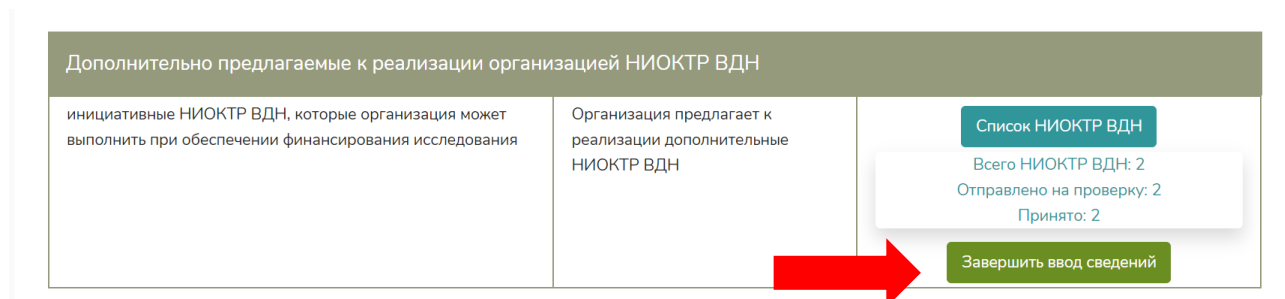 Дополнительно предлагаемые к реализации организацией НИОКТР ВДН
инициативные НИОКТР ВДН, которые организация может
выполнить при обеспечении финансирования исследования
Организация предлагает к
реализации дополнительные
НИОКТР ВДН
Список НИОКТР ВДН
Всего НИОКТР ВДН: 2
Отправлено на проверку: 2
Принято: 2
Завершить ввод сведений